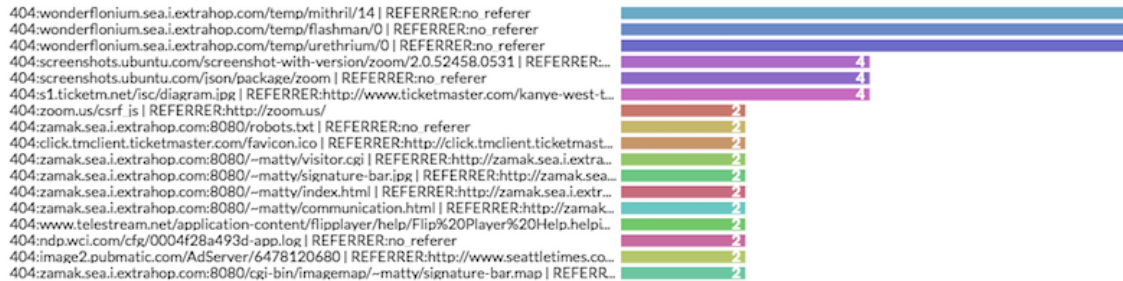 404:wonderflonium.sea.i.extrahop.com/temp/mithril/14 | REFERRER:no_referer
404:wonderflonium.sea.i.extrahop.com/temp/flashman/0 | REFERRER:no_referer
404:wonderflonium.sea.i.extrahop.com/temp/urethrium/0 | REFERRER:no_referer
404:screenshots.ubuntu.com/screenshot-with-version/zoom/2.0.52458.0531 | REFERRER:... 4
404:screenshots.ubuntu.com/json/package/zoom | REFERRER:no_referer 4
404:s1.ticketm.net/isc/diagram.jpg | REFERRER:http://www.ticketmaster.com/kanye-west-t... 4
404:zoom.us/csrf_js | REFERRER:http://zoom.us/ 2
404:zamak.sea.i.extrahop.com:8080/robots.txt | REFERRER:no_referer 2
404:click.tmclient.ticketmaster.com/favicon.ico | REFERRER:http://click.tmclient.ticketmast... 2
404:zamak.sea.i.extrahop.com:8080/~matty/visitor.cgi | REFERRER:http://zamak.sea.i.extra... 2
404:zamak.sea.i.extrahop.com:8080/~matty/signature-bar.jpg | REFERRER:http://zamak.sea... 2
404:zamak.sea.i.extrahop.com:8080/~matty/index.html | REFERRER:http://zamak.sea.i.extr... 2
404:zamak.sea.i.extrahop.com:8080/~matty/communication.html | REFERRER:http://zamak... 2
404:www.telestream.net/application-content/flipplayer/help/Flip%20Player%20Help.helpi... 2
404:ndp.wci.com/cfg/0004f28a493d-app.log | REFERRER:no_referer 2
404:image2.pubmatic.com/AdServer/6478120680 | REFERRER:http://www.seattletimes.co... 2
404:zamak.sea.i.extrahop.com:8080/cgi-bin/imagemap/~matty/signature-bar.map | REFERR... 2